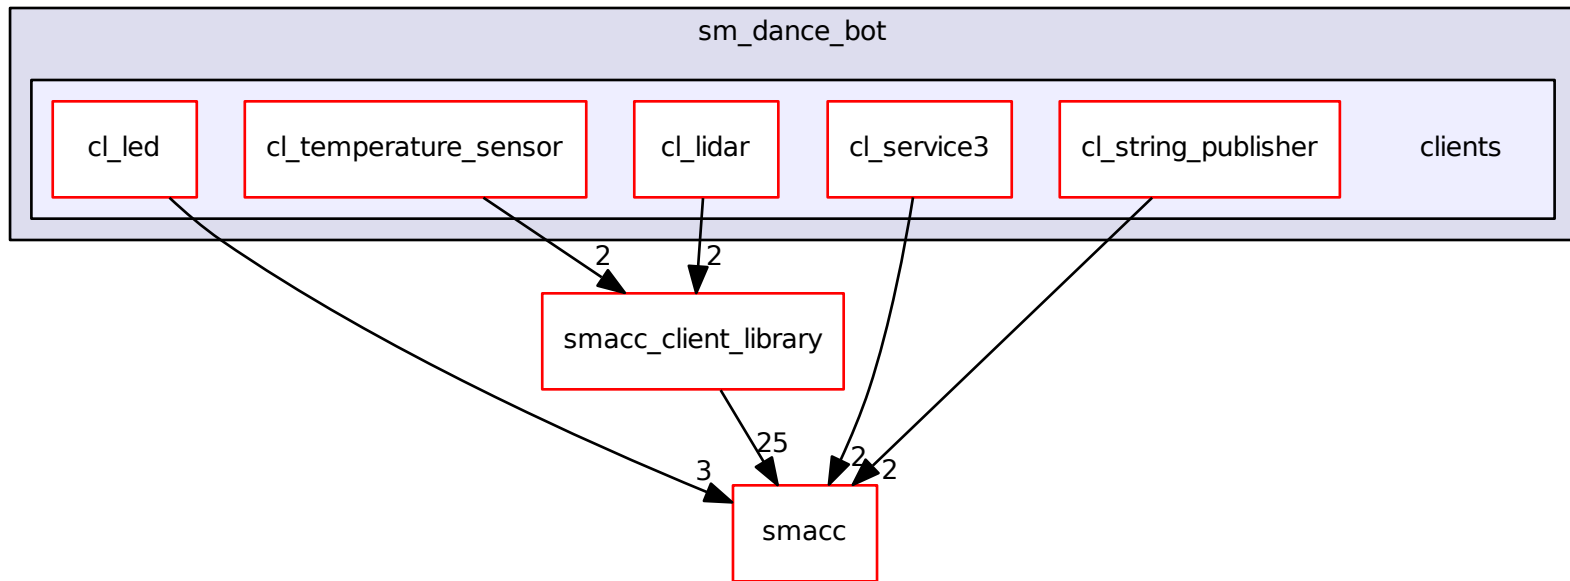 sm_dance_bot
cl_led
cl_temperature_sensor
cl_lidar
cl_service3
cl_string_publisher
clients
2
2
smacc_client_library
25
2
2
3
smacc